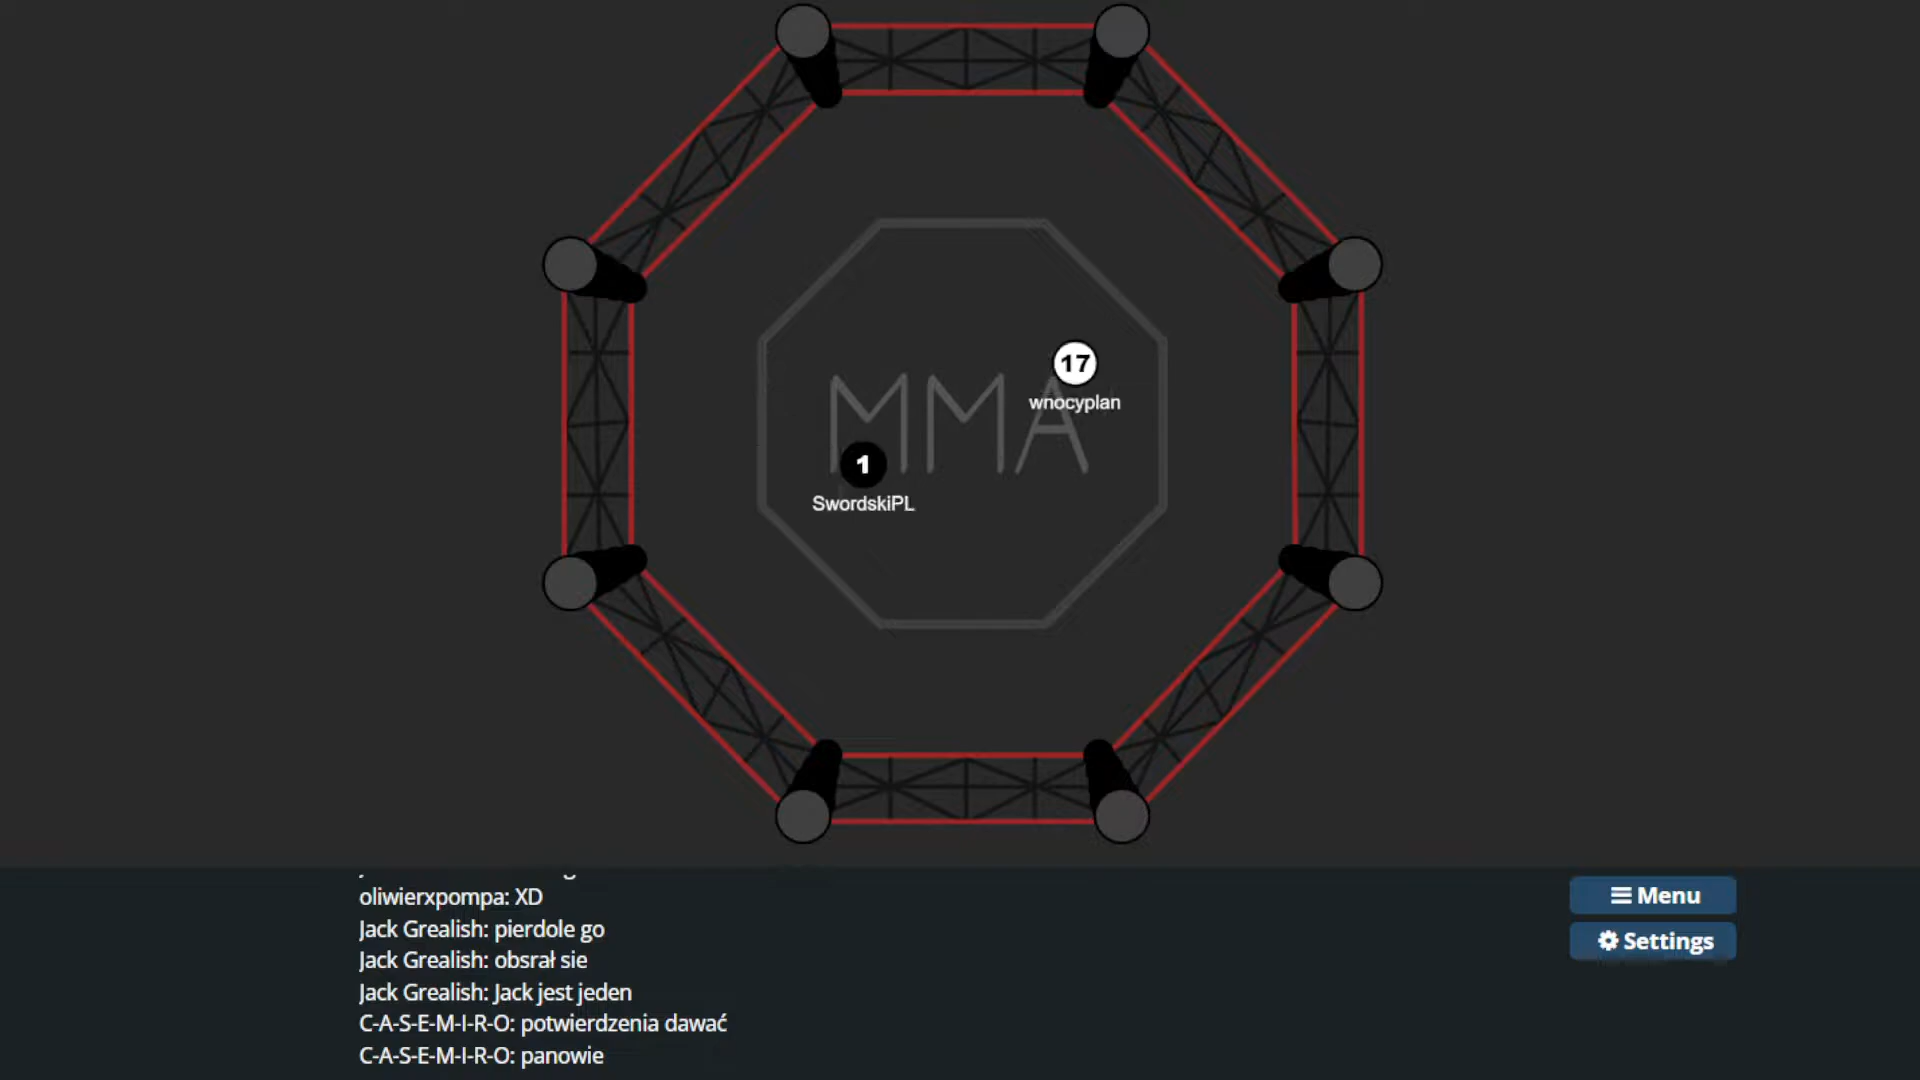 17
wnocyplan
MMA
1
SwordskiPL
oliwierxpompa: XD
Jack Grealish: pierdole go
Jack Grealish: obsrał sie
Jack Grealish: Jack jest jeden
C-A-S-E-M-I-R-O: potwierdzenia dawać
C-A-S-E-M-I-R-O: panowie
Menu
Settings